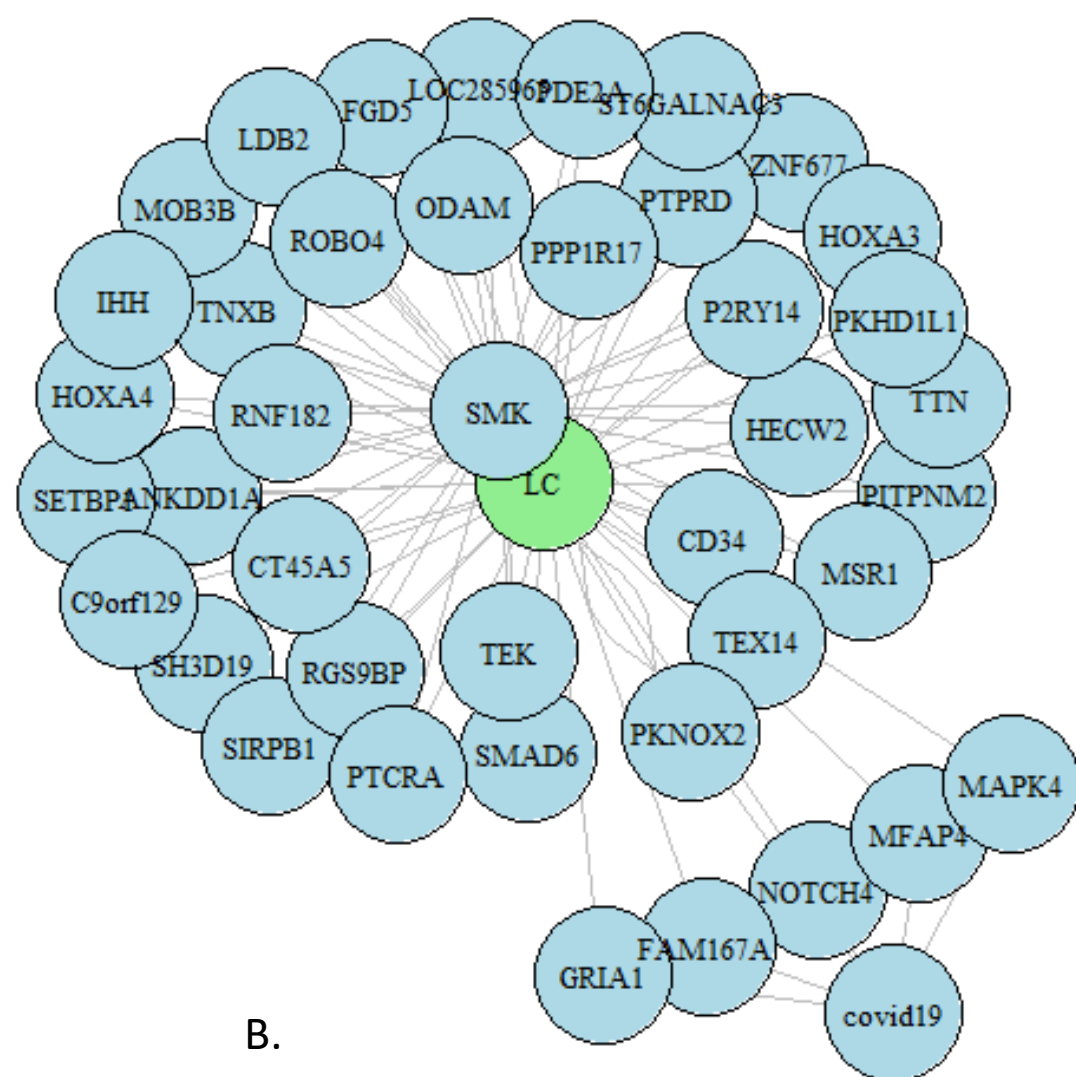 LOC28596
PDE2A
ST6GALNAC3
FGD5
LDB2
ZNF677
MOB3B
ROBO4
ODAM
PTPRD
PPP1R17
HOXA3
IHH
TNXB
P2RY14
PKHD1L1
HOXA4
RNF182
SMK
HECW2
TTN
SETBP1
ANKDD1A
LC
PITPNM2
CT45A5
CD34
MSR1
C9orf129
SH3D19
RGS9BP
TEK
TEX14
SIRPB1
PTCRA
SMAD6
PKNOX2
MAPK4
MFAP4
NOTCH4
FAM167A
GRIA1
covid19
B.